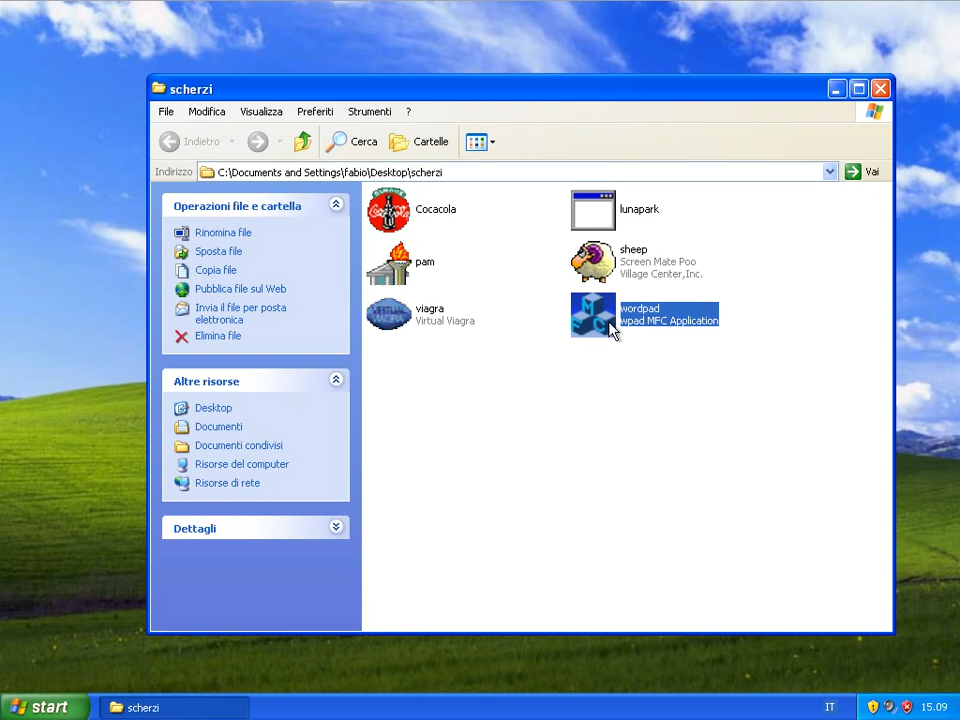 scherzi
File Modifica Visualizza Preferiti Strumenti ?
Indietro Cerca Cartelle
Indirizzo C:\Documents and Settings\fabio\Desktop\scherzi Vai
Operazioni file e cartella
Rinomina file
Sposta file
Copia file
Pubblica file sul Web
Invia il file per posta
elettronica
Elimina file
Altre risorse
Desktop
Documenti
Documenti condivisi
Risorse del computer
Risorse di rete
Dettagli
Cocacola
lunapark
pam
sheep
Screen Mate Poo
Village Center,Inc.
viagra
Virtual Viagra
wordpad
wpad MFC Application
start
scherzi
IT
15.09